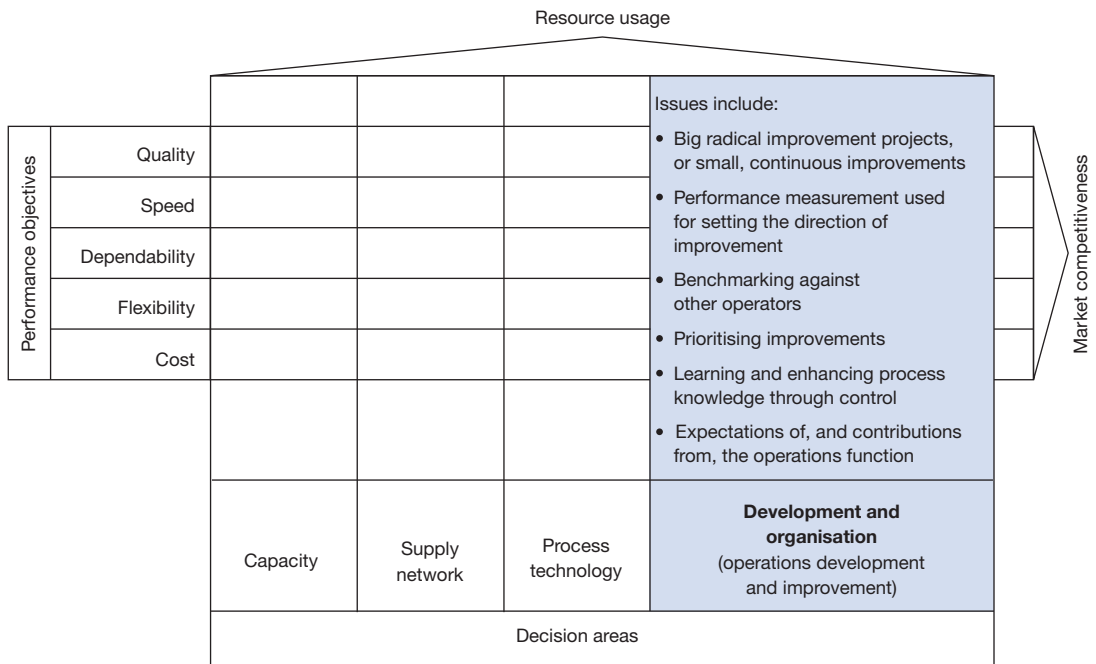 Resource usage
Issues include:
• Big radical improvement projects,
or small, continuous improvements
• Performance measurement used
for setting the direction of
improvement
• Benchmarking against
other operators
• Prioritising improvements
• Learning and enhancing process
knowledge through control
• Expectations of, and contributions
from, the operations function
Performance objectives
Quality
Speed
Dependability
Flexibility
Cost
Market competitiveness
Capacity
Supply
network
Process
technology
Development and
organisation
(operations development
and improvement)
Decision areas